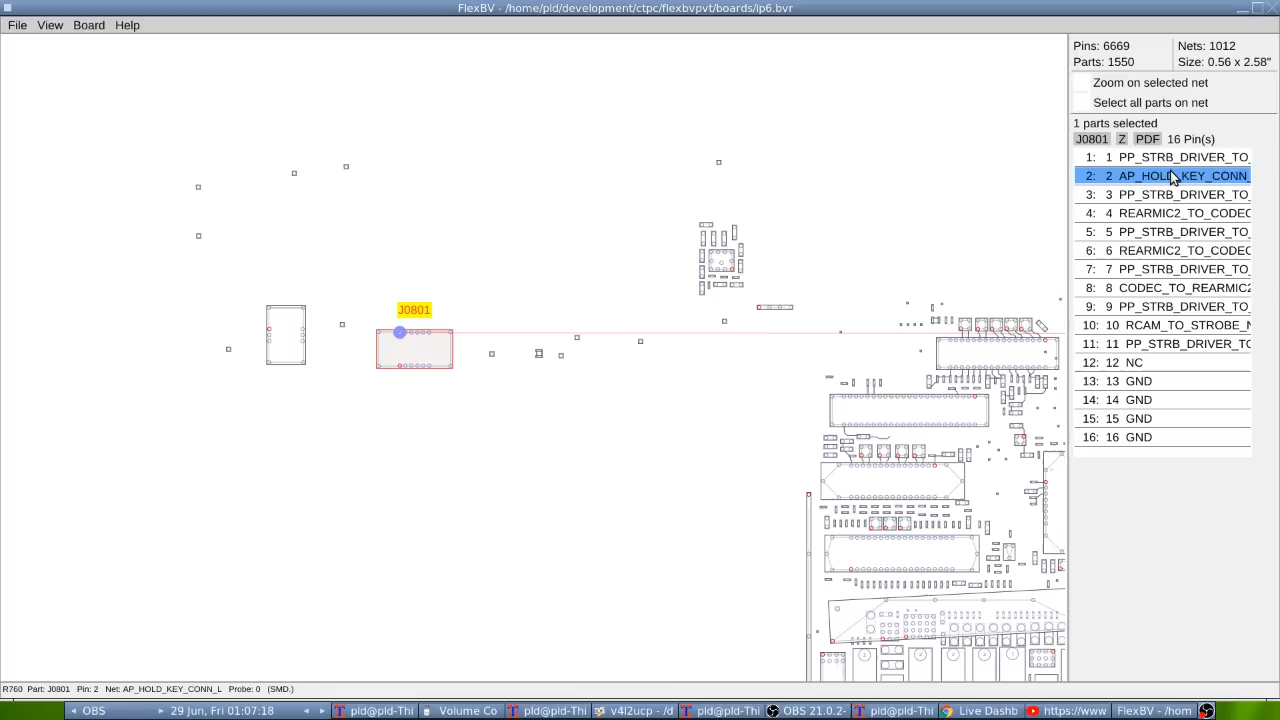 FlexBV - /home/pld/development/ctpc/flexbvpvt/boards/ip6.bvr
File View Board Help
Pins: 6669 Nets: 1012
Parts: 1550 Size: 0.56 x 2.58"
Zoom on selected net
Select all parts on net
1 parts selected
J0801 Z PDF 16 Pin(s)
1: 1 PP_STRB_DRIVER_TO_
2: 2 AP_HOLD_KEY_CONN_
3: 3 PP_STRB_DRIVER_TO_
4: 4 REARMIC2_TO_CODEC
5: 5 PP_STRB_DRIVER_TO_
6: 6 REARMIC2_TO_CODEC
7: 7 PP_STRB_DRIVER_TO_
8: 8 CODEC_TO_REARMIC2
9: 9 PP_STRB_DRIVER_TO_
10: 10 RCAM_TO_STROBE_N
11: 11 PP_STRB_DRIVER_TO
12: 12 NC
13: 13 GND
14: 14 GND
15: 15 GND
16: 16 GND
J0801
R760 Part: J0801 Pin: 2 Net: AP_HOLD_KEY_CONN_L Probe: 0 (SMD.)
OBS 29 Jun, Fri 01:07:18 pld@pld-Thi Volume Co pld@pld-Thi v4l2ucp - /d pld@pld-Thi OBS 21.0.2- pld@pld-Thi Live Dashb https://www FlexBV - /hom